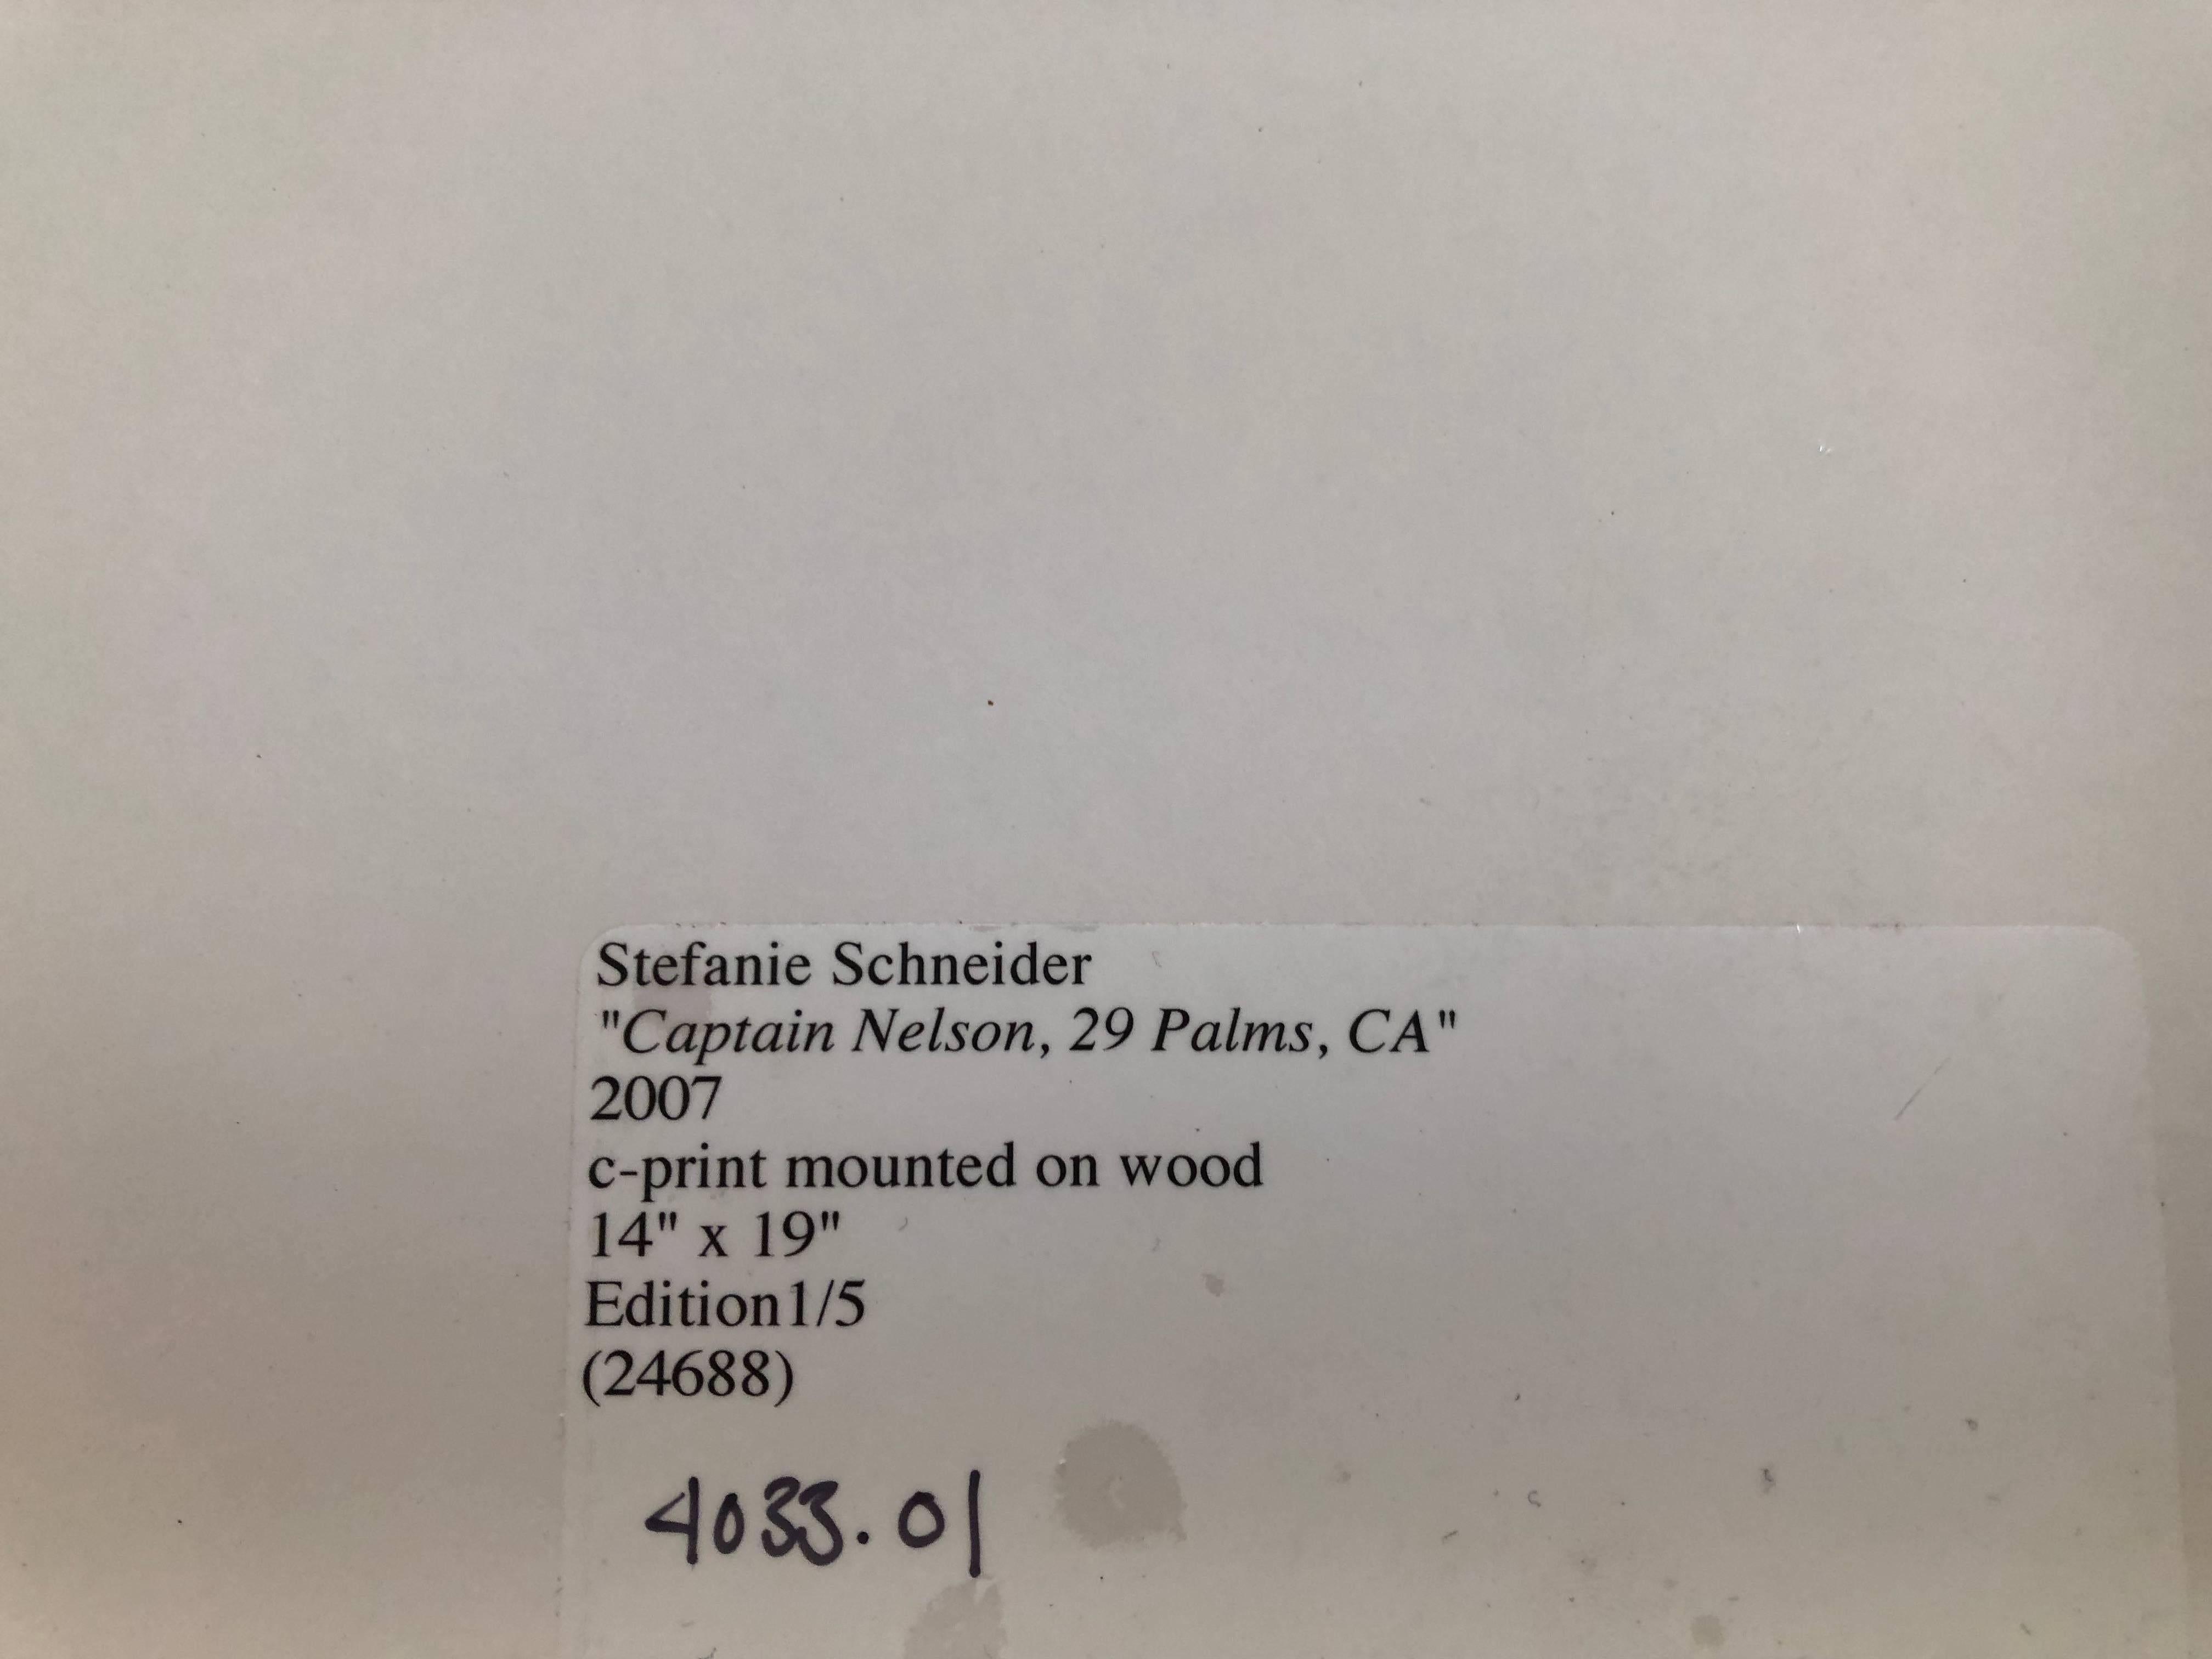 Stefanie Schneider
"Captain Nelson, 29 Palms, CA"
2007
c-print mounted on wood
14" x 19"
Edition1/5
(24688)
4033.01